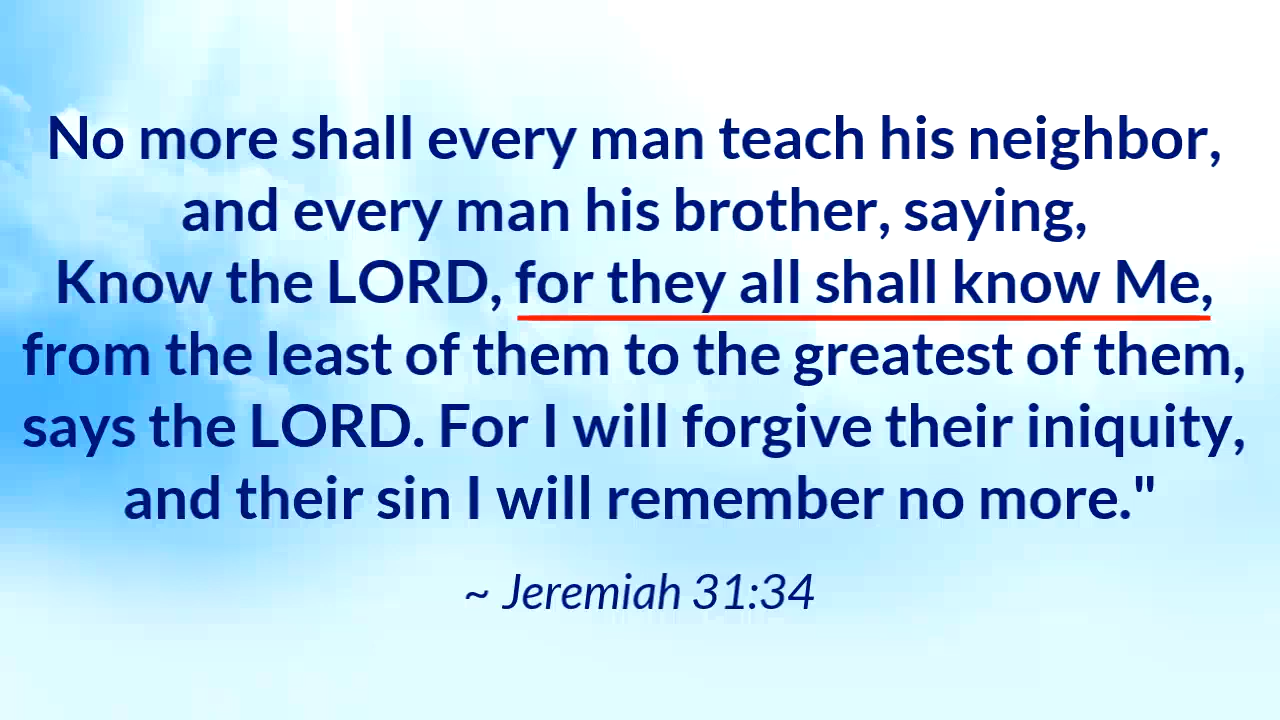 No more shall every man teach his neighbor,
and every man his brother, saying,
Know the LORD, for they all shall know Me,
from the least of them to the greatest of them,
says the LORD. For I will forgive their iniquity,
and their sin I will remember no more."
~ Jeremiah 31:34